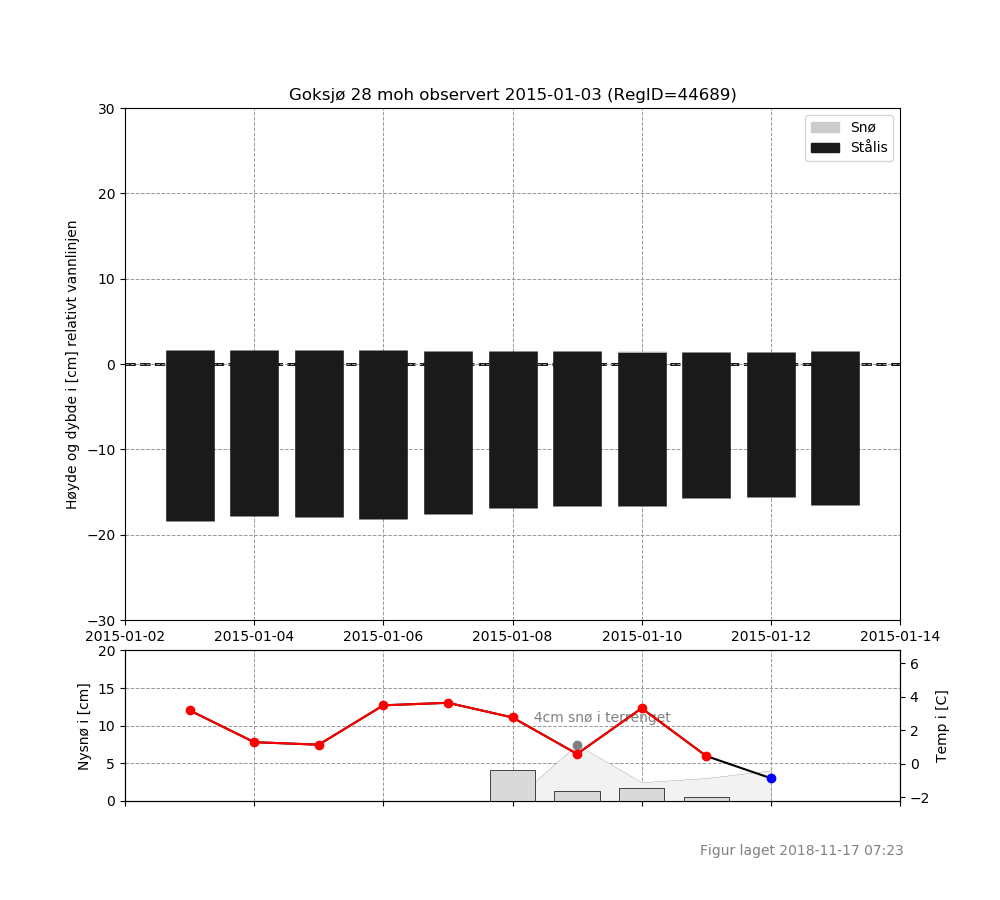 Goksjø 28 moh observert 2015-01-03 (RegID=44689)
Snø
Stålis
30
20
10
0
−10
−20
−30
Høyde og dybde i [cm] relativt vannlinjen
2015-01-02 2015-01-04 2015-01-06 2015-01-08 2015-01-10 2015-01-12 2015-01-14
20
15
10
5
0
Nysnø i [cm]
4cm snø i terrenget
6
4
2
0
−2
Temp i [C]
Figur laget 2018-11-17 07:23